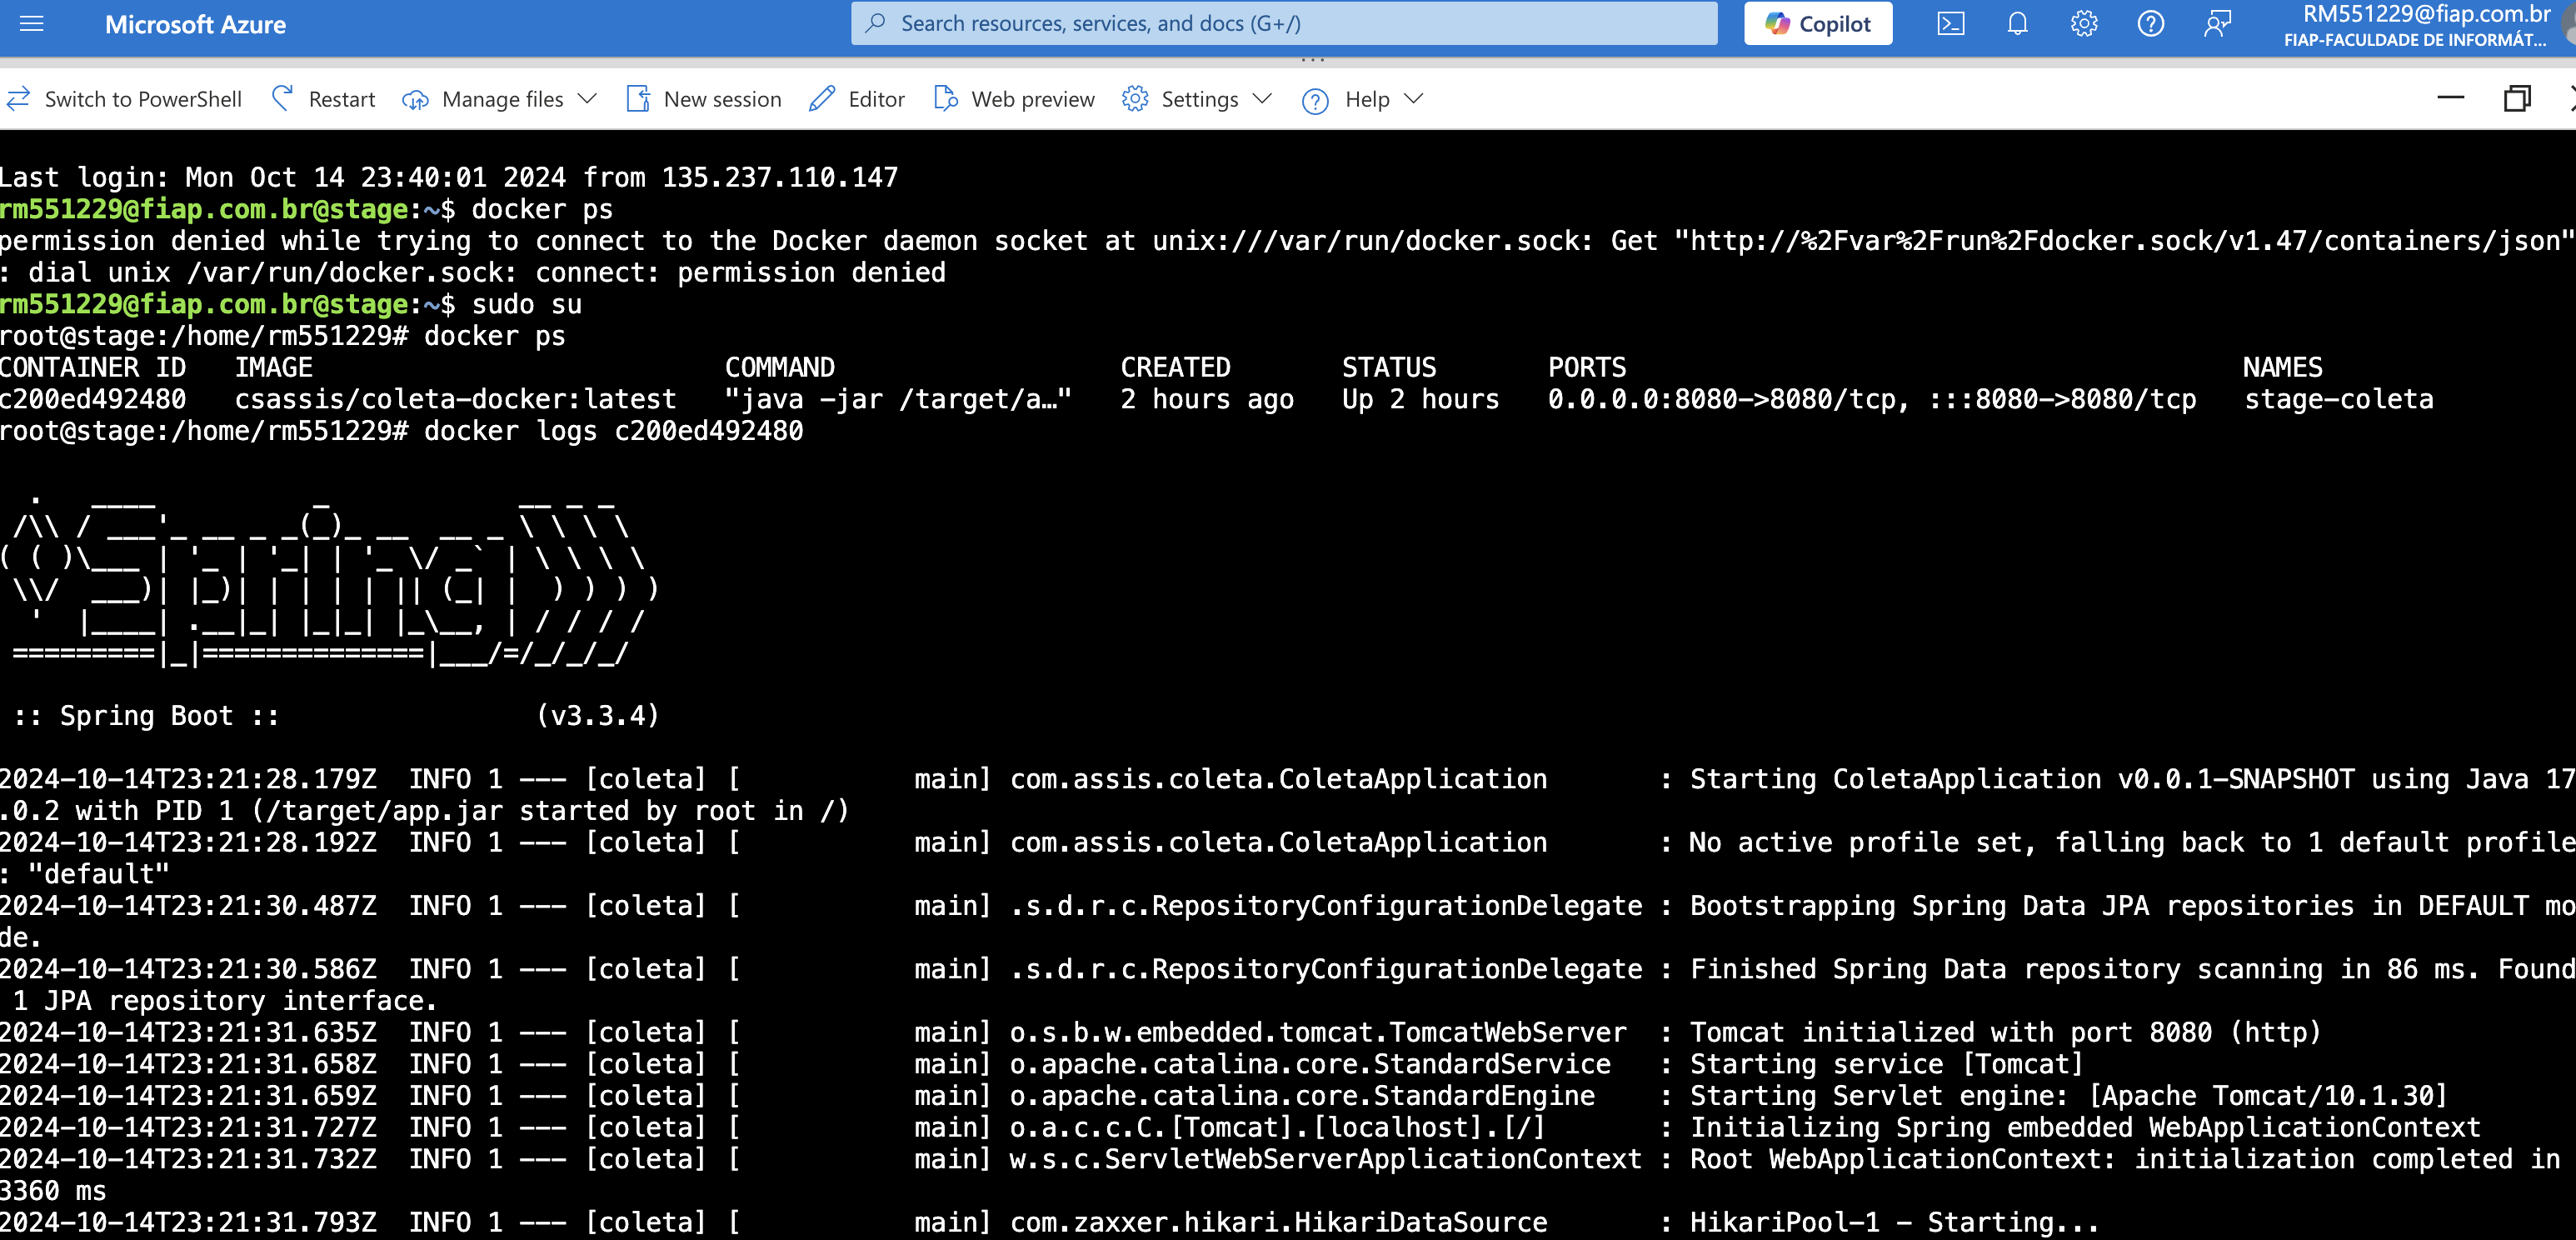 Microsoft Azure
Search resources, services, and docs (G+/)
Copilot
RM551229@fiap.com.br
FIAP-FACULDADE DE INFORMÁT...
Switch to PowerShell Restart Manage files New session Editor Web preview Settings Help
Last login: Mon Oct 14 23:40:01 2024 from 135.237.110.147
rm551229@fiap.com.br@stage:~$ docker ps
permission denied while trying to connect to the Docker daemon socket at unix:///var/run/docker.sock: Get "http://%2Fvar%2Frun%2Fdocker.sock/v1.47/containers/json"
: dial unix /var/run/docker.sock: connect: permission denied
rm551229@fiap.com.br@stage:~$ sudo su
root@stage:/home/rm551229# docker ps
CONTAINER ID   IMAGE                          COMMAND                  CREATED       STATUS       PORTS                                       NAMES
c200ed492480   csassis/coleta-docker:latest   "java -jar /target/a…"   2 hours ago   Up 2 hours   0.0.0.0:8080->8080/tcp, :::8080->8080/tcp   stage-coleta
root@stage:/home/rm551229# docker logs c200ed492480
  .   ____          _            __ _ _
 /\\ / ___'_ __ _ _(_)_ __  __ _ \ \ \ \
( ( )\___ | '_ | '_| | '_ \/ _` | \ \ \ \
 \\/  ___)| |_)| | | | | || (_| |  ) ) ) )
  '  |____| .__|_| |_|_| |_\__, | / / / /
 =========|_|==============|___/=/_/_/_/
 :: Spring Boot ::                (v3.3.4)
2024-10-14T23:21:28.179Z  INFO 1 --- [coleta] [           main] com.assis.coleta.ColetaApplication       : Starting ColetaApplication v0.0.1-SNAPSHOT using Java 17
.0.2 with PID 1 (/target/app.jar started by root in /)
2024-10-14T23:21:28.192Z  INFO 1 --- [coleta] [           main] com.assis.coleta.ColetaApplication       : No active profile set, falling back to 1 default profile
: "default"
2024-10-14T23:21:30.487Z  INFO 1 --- [coleta] [           main] .s.d.r.c.RepositoryConfigurationDelegate : Bootstrapping Spring Data JPA repositories in DEFAULT mo
de.
2024-10-14T23:21:30.586Z  INFO 1 --- [coleta] [           main] .s.d.r.c.RepositoryConfigurationDelegate : Finished Spring Data repository scanning in 86 ms. Found
 1 JPA repository interface.
2024-10-14T23:21:31.635Z  INFO 1 --- [coleta] [           main] o.s.b.w.embedded.tomcat.TomcatWebServer  : Tomcat initialized with port 8080 (http)
2024-10-14T23:21:31.658Z  INFO 1 --- [coleta] [           main] o.apache.catalina.core.StandardService   : Starting service [Tomcat]
2024-10-14T23:21:31.659Z  INFO 1 --- [coleta] [           main] o.apache.catalina.core.StandardEngine    : Starting Servlet engine: [Apache Tomcat/10.1.30]
2024-10-14T23:21:31.727Z  INFO 1 --- [coleta] [           main] o.a.c.c.C.[Tomcat].[localhost].[/]       : Initializing Spring embedded WebApplicationContext
2024-10-14T23:21:31.732Z  INFO 1 --- [coleta] [           main] w.s.c.ServletWebServerApplicationContext : Root WebApplicationContext: initialization completed in
3360 ms
2024-10-14T23:21:31.793Z  INFO 1 --- [coleta] [           main] com.zaxxer.hikari.HikariDataSource       : HikariPool-1 - Starting...